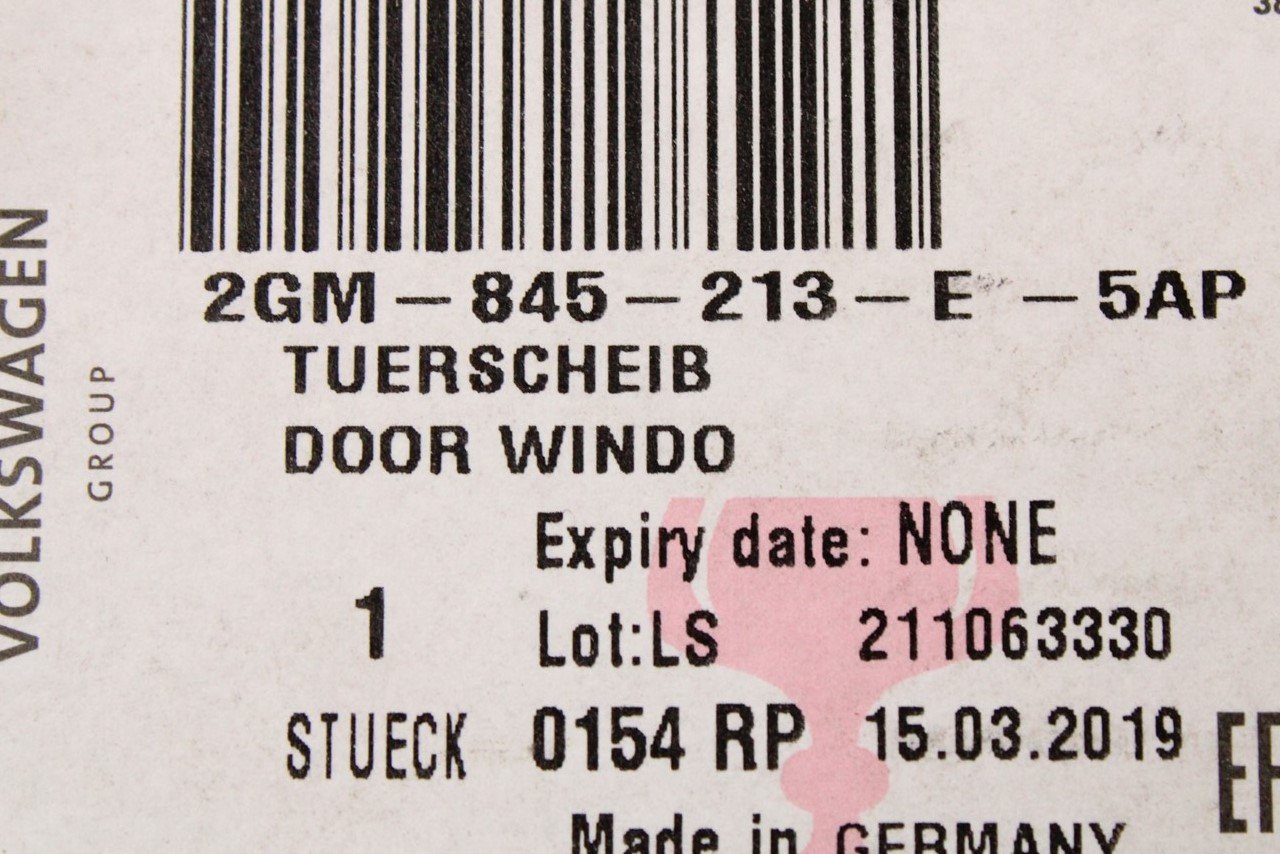 VOLKSWAGEN
GROUP
2GM-845-213-E -5AP
TUERSCHEIB
DOOR WINDO
Expiry date: NONE
1
Lot:LS 211063330
STUECK 0154 RP 15.03.2019
Made in GERMANY